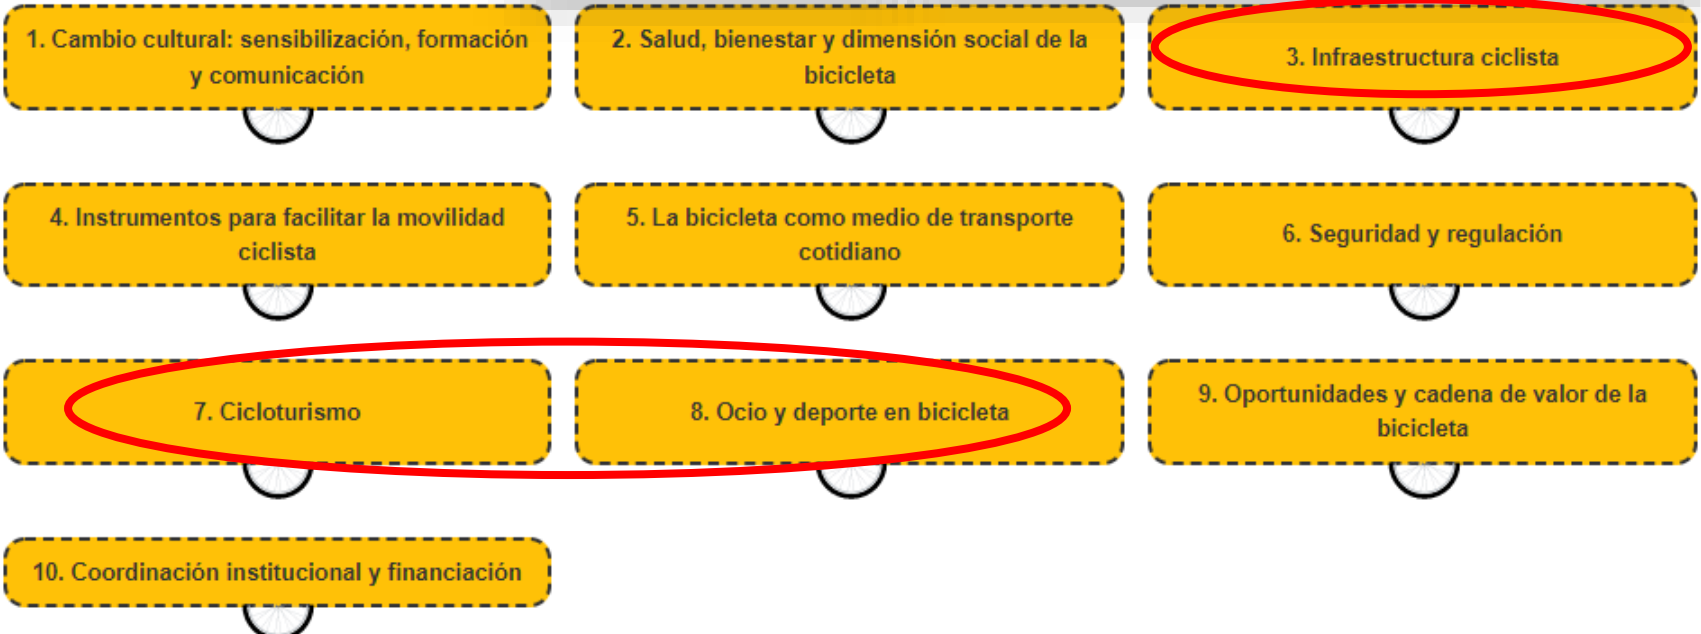 1. Cambio cultural: sensibilización, formación
y comunicación
2. Salud, bienestar y dimensión social de la
bicicleta
3. Infraestructura ciclista
4. Instrumentos para facilitar la movilidad
ciclista
5. La bicicleta como medio de transporte
cotidiano
6. Seguridad y regulación
7. Cicloturismo
8. Ocio y deporte en bicicleta
9. Oportunidades y cadena de valor de la
bicicleta
10. Coordinación institucional y financiación